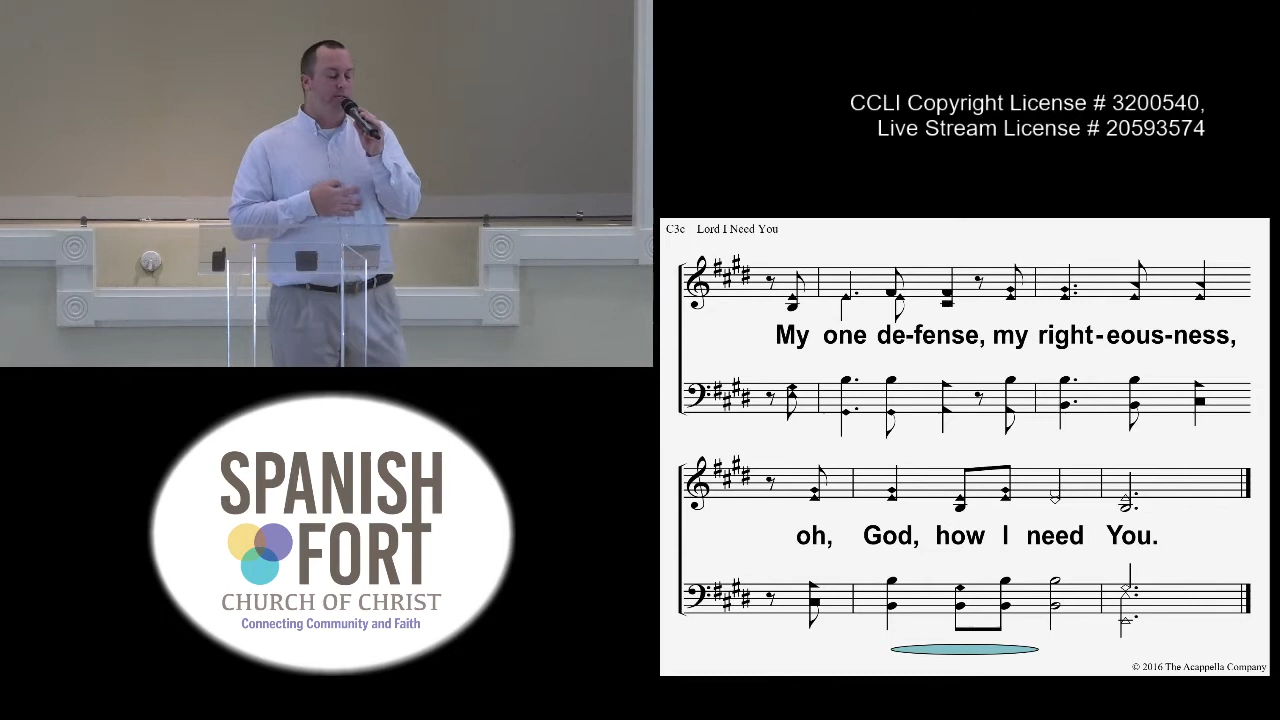 CCLI Copyright License # 3200540,
Live Stream License # 20593574
C3c Lord I Need You
My one de-fense, my right-eous-ness,
oh, God, how I need You.
© 2016 The Acappella Company
SPANISH
FORT
CHURCH OF CHRIST
Connecting Community and Faith